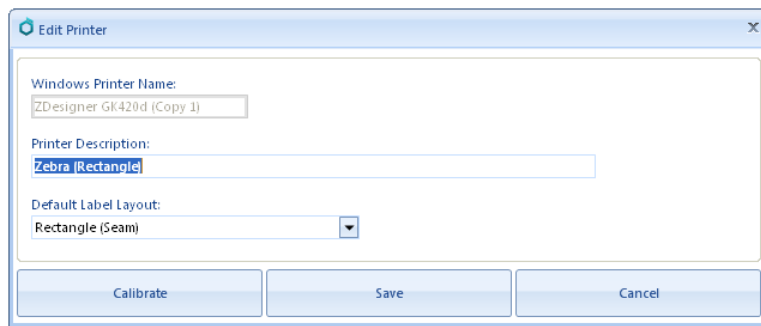 Edit Printer
x
Windows Printer Name:
ZDesigner GK420d (Copy 1)
Printer Description:
Zebra (Rectangle)
Default Label Layout:
Rectangle (Seam)
Calibrate Save Cancel